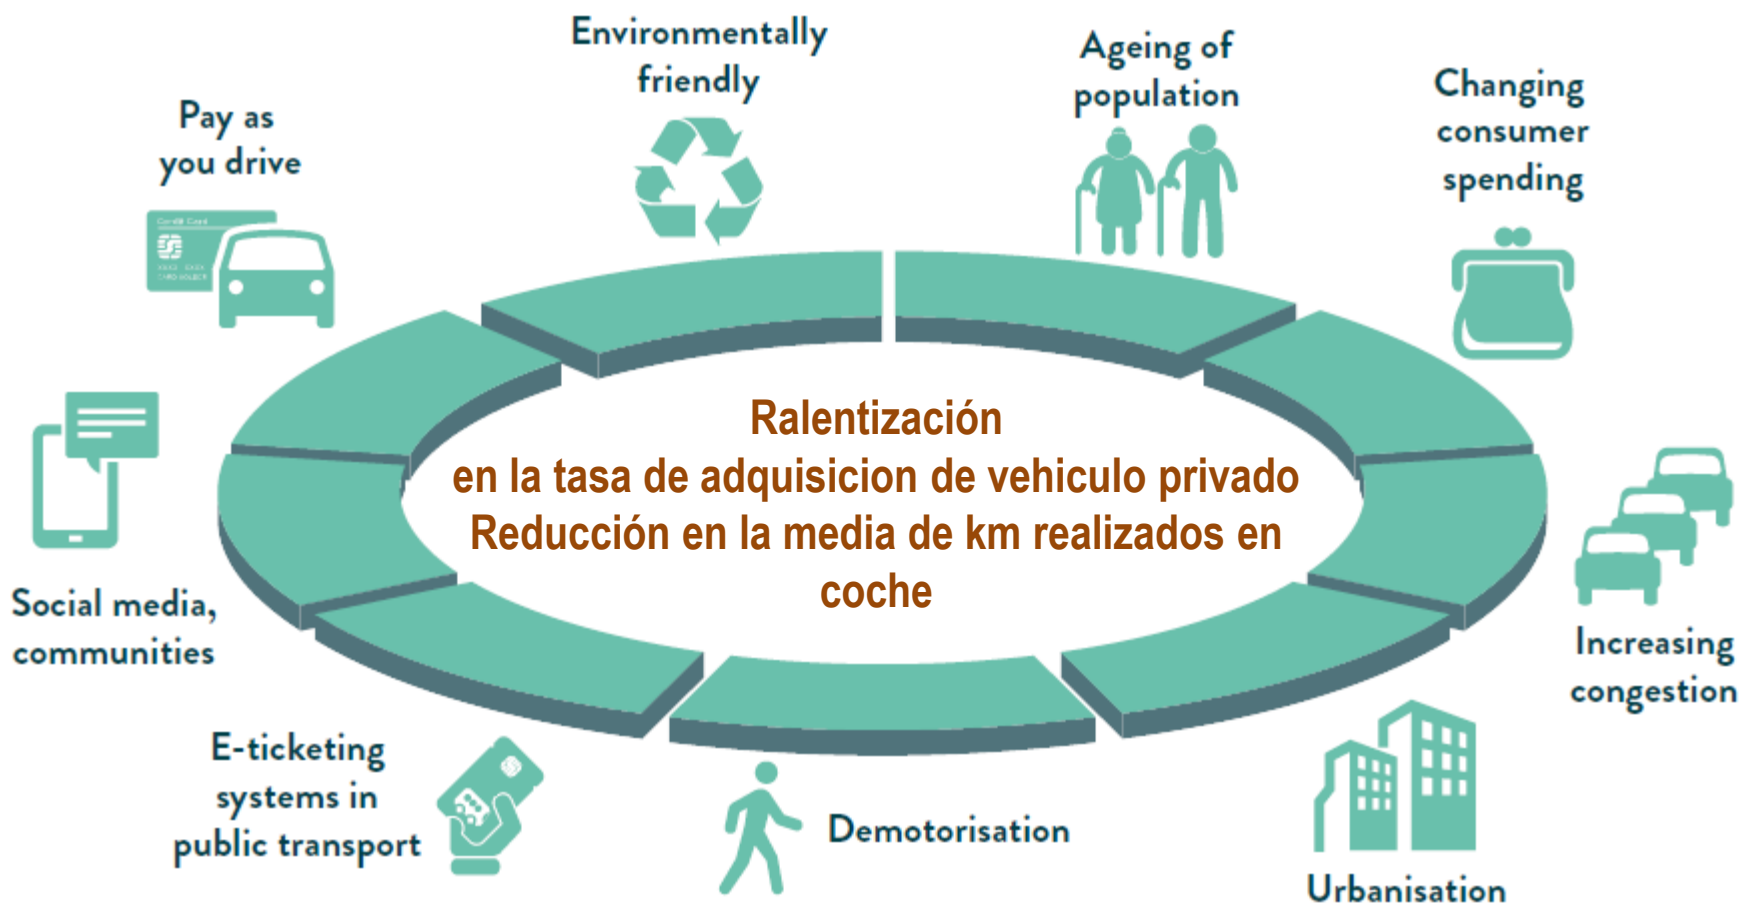 Environmentally
friendly
Ageing of
population
Changing
consumer
spending
Pay as
you drive
Credit Card
Ralentización
en la tasa de adquisicion de vehiculo privado
Reducción en la media de km realizados en
coche
Social media,
communities
Increasing
congestion
E-ticketing
systems in
public transport
Demotorisation
Urbanisation